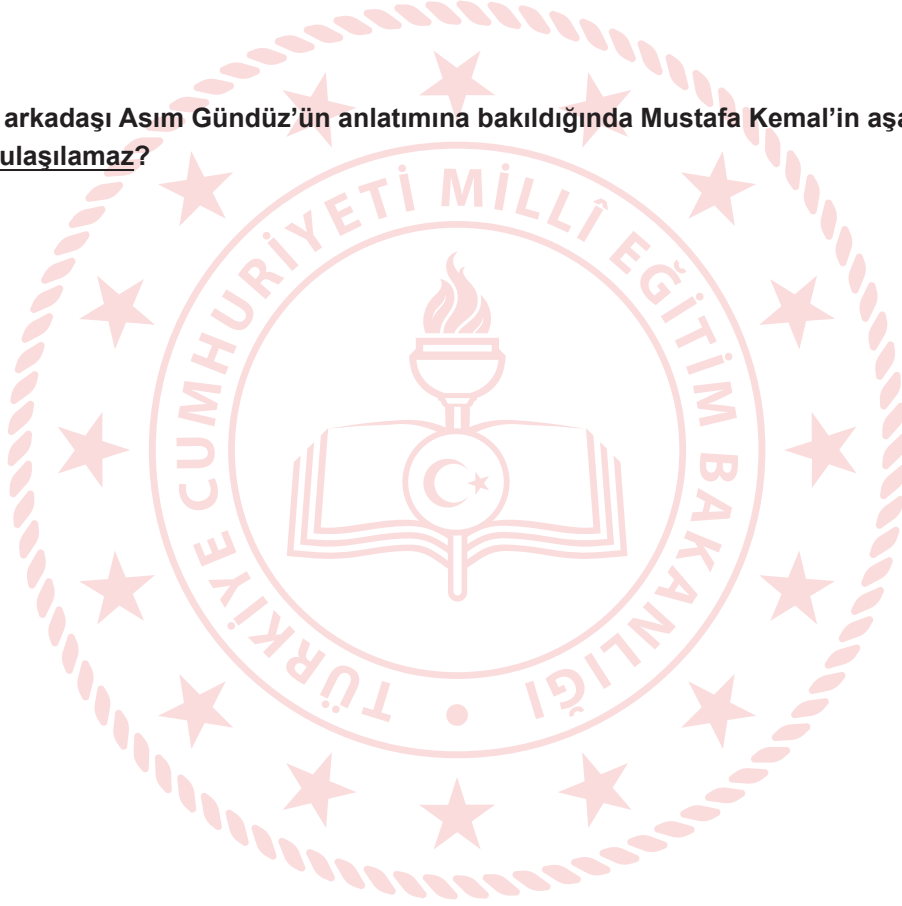 arkadaşı Asım Gündüz’ün anlatımına bakıldığında Mustafa Kemal’in aşa
ulaşılamaz?
TÜRKİYE CUMHURİYETİ MİLLÎ EĞİTİM BAKANLIĞI